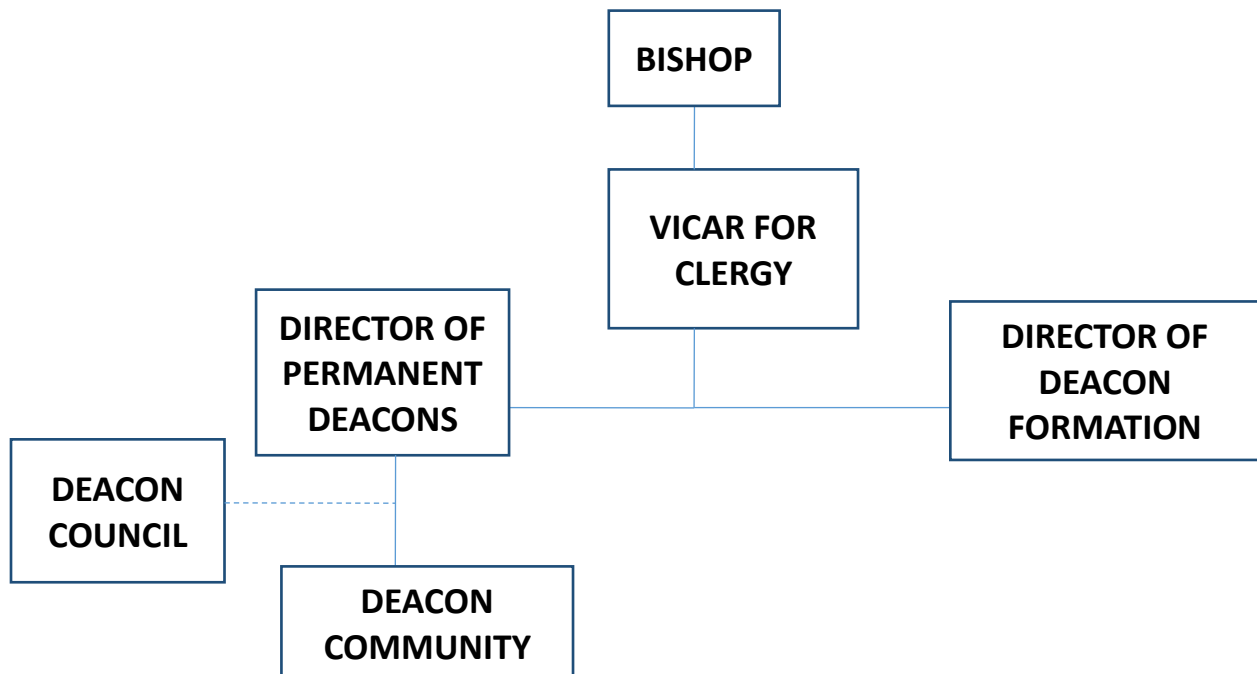 BISHOP
VICAR FOR
CLERGY
DIRECTOR OF
PERMANENT
DEACONS
DIRECTOR OF
DEACON
FORMATION
DEACON
COUNCIL
DEACON
COMMUNITY